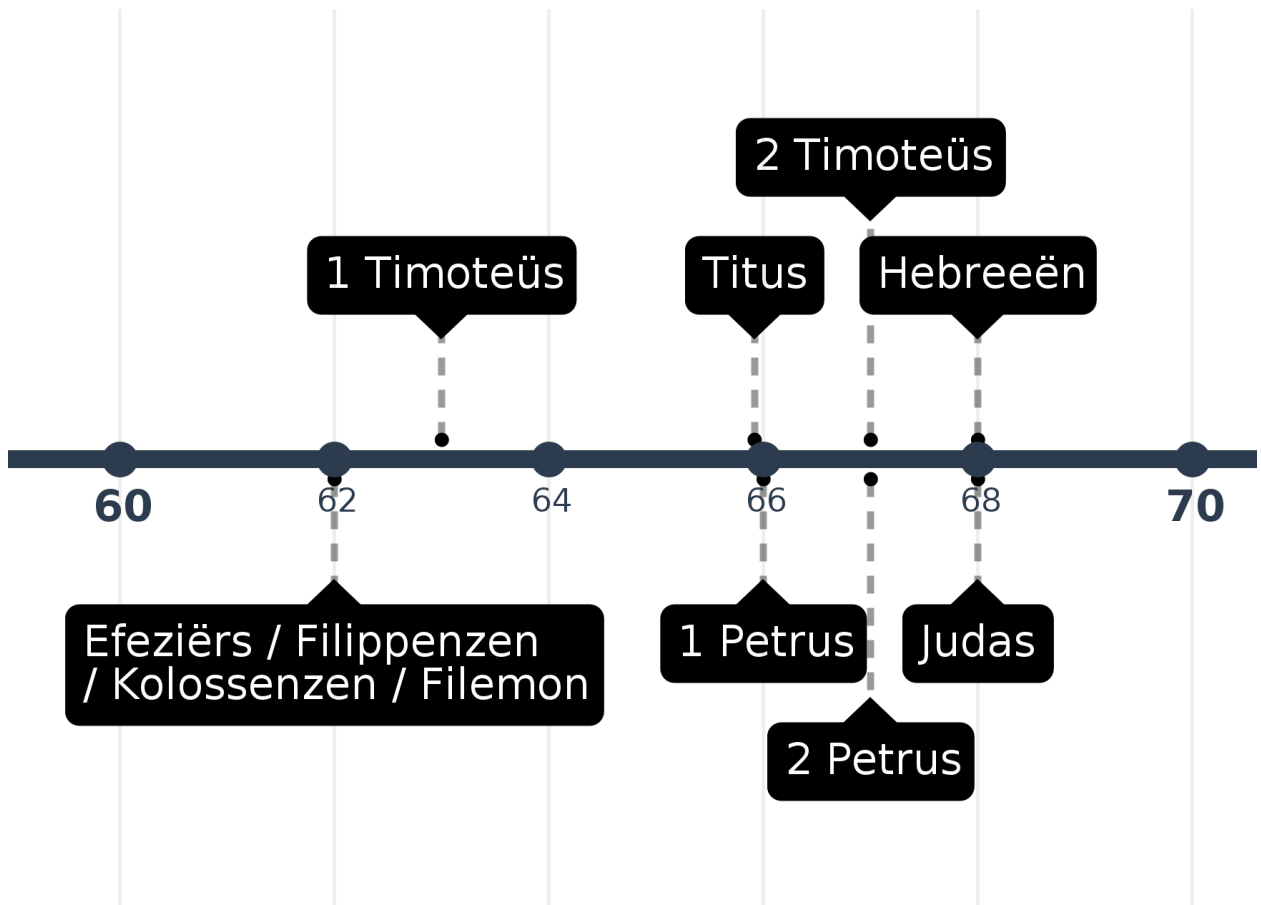 2 Timoteüs
1 Timoteüs
Titus
Hebreeën
60
62
64
66
68
70
Efeziërs / Filippenzen
/ Kolossenzen / Filemon
1 Petrus
Judas
2 Petrus